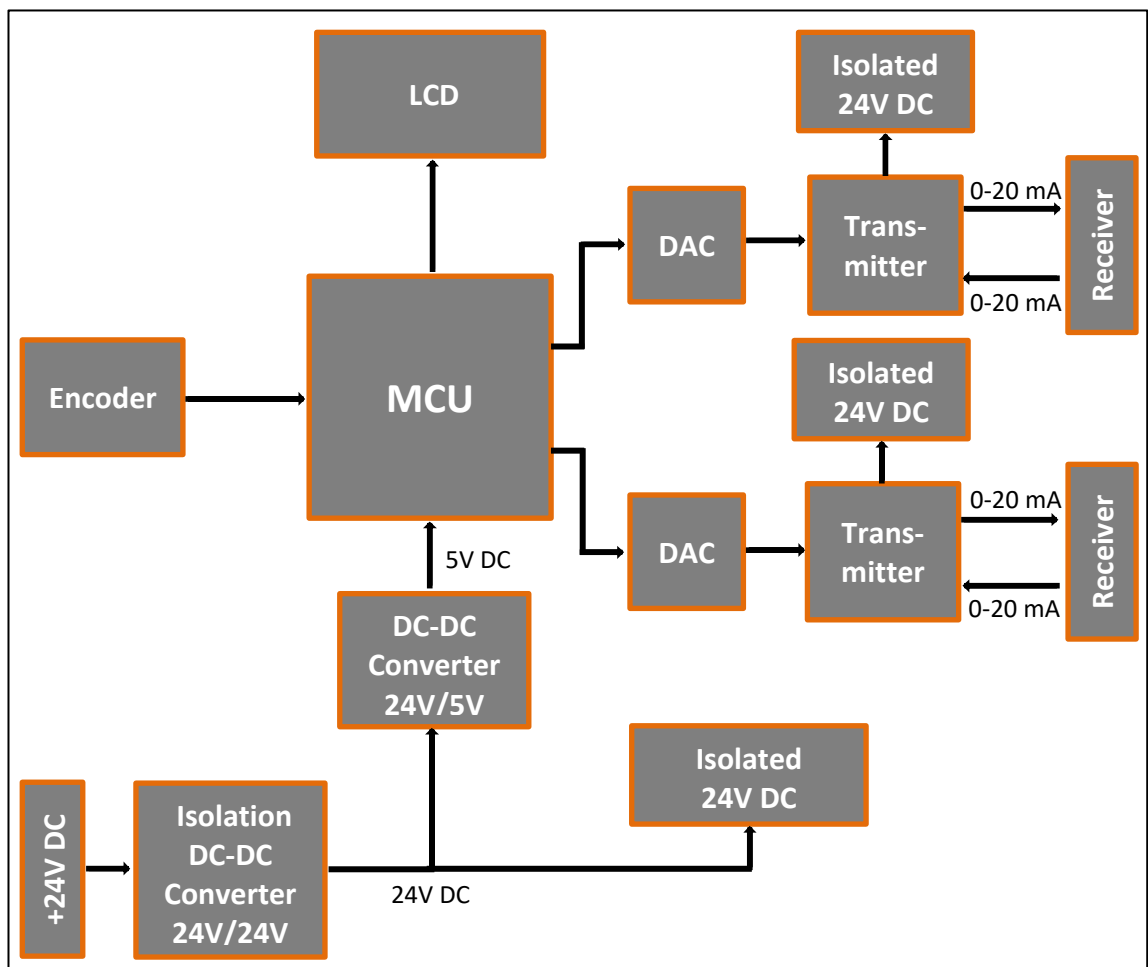 LCD
Isolated
24V DC
DAC
Trans-
mitter
0-20 mA
0-20 mA
Receiver
Encoder
MCU
Isolated
24V DC
DAC
Trans-
mitter
0-20 mA
0-20 mA
Receiver
5V DC
DC-DC
Converter
24V/5V
Isolated
24V DC
+24V DC
Isolation
DC-DC
Converter
24V/24V
24V DC